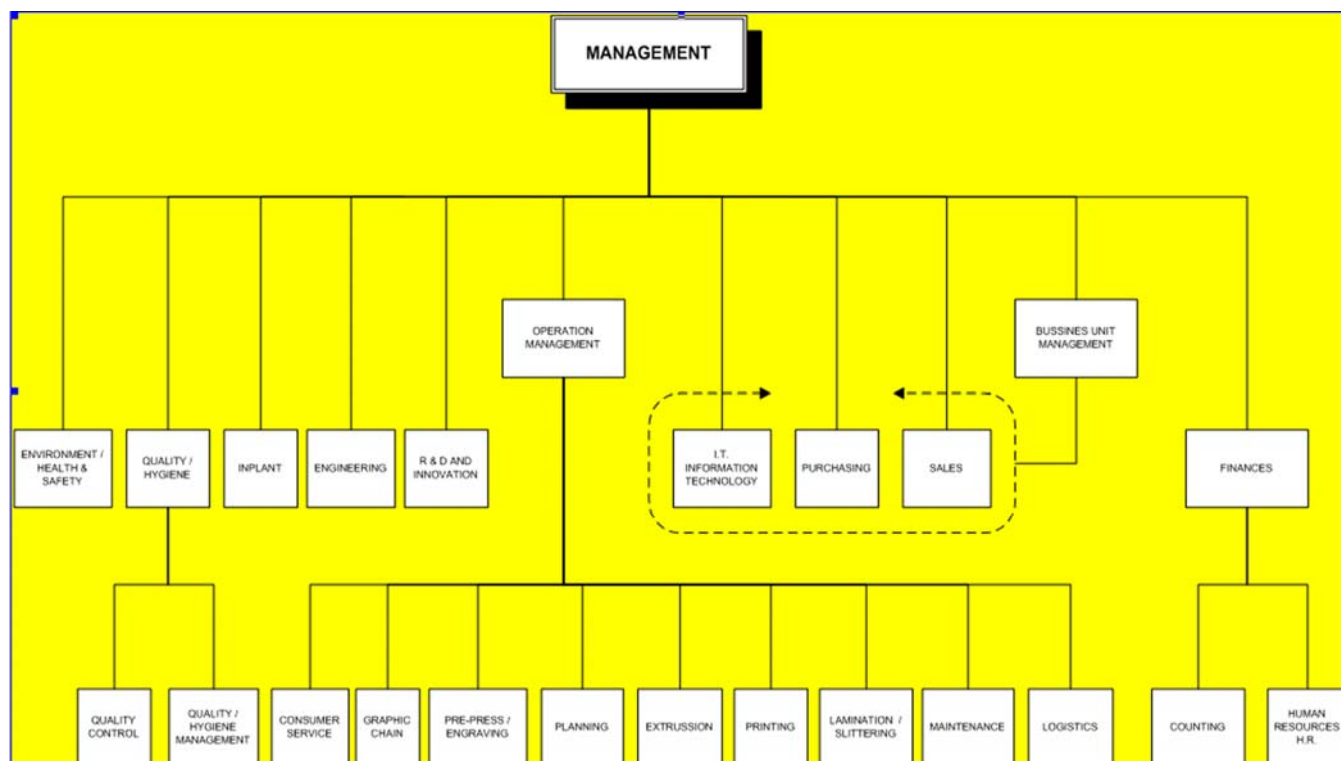 MANAGEMENT
OPERATION
MANAGEMENT
BUSSINES UNIT
MANAGEMENT
ENVIRONMENT /
HEALTH &
SAFETY
QUALITY /
HYGIENE
INPLANT
ENGINEERING
R & D AND
INNOVATION
I.T.
INFORMATION
TECHNOLOGY
PURCHASING
SALES
FINANCES
QUALITY
CONTROL
QUALITY /
HYGIENE
MANAGEMENT
CONSUMER
SERVICE
GRAPHIC
CHAIN
PRE-PRESS /
ENGRAVING
PLANNING
EXTRUSSION
PRINTING
LAMINATION /
SLITTERING
MAINTENANCE
LOGISTICS
COUNTING
HUMAN
RESOURCES
H.R.